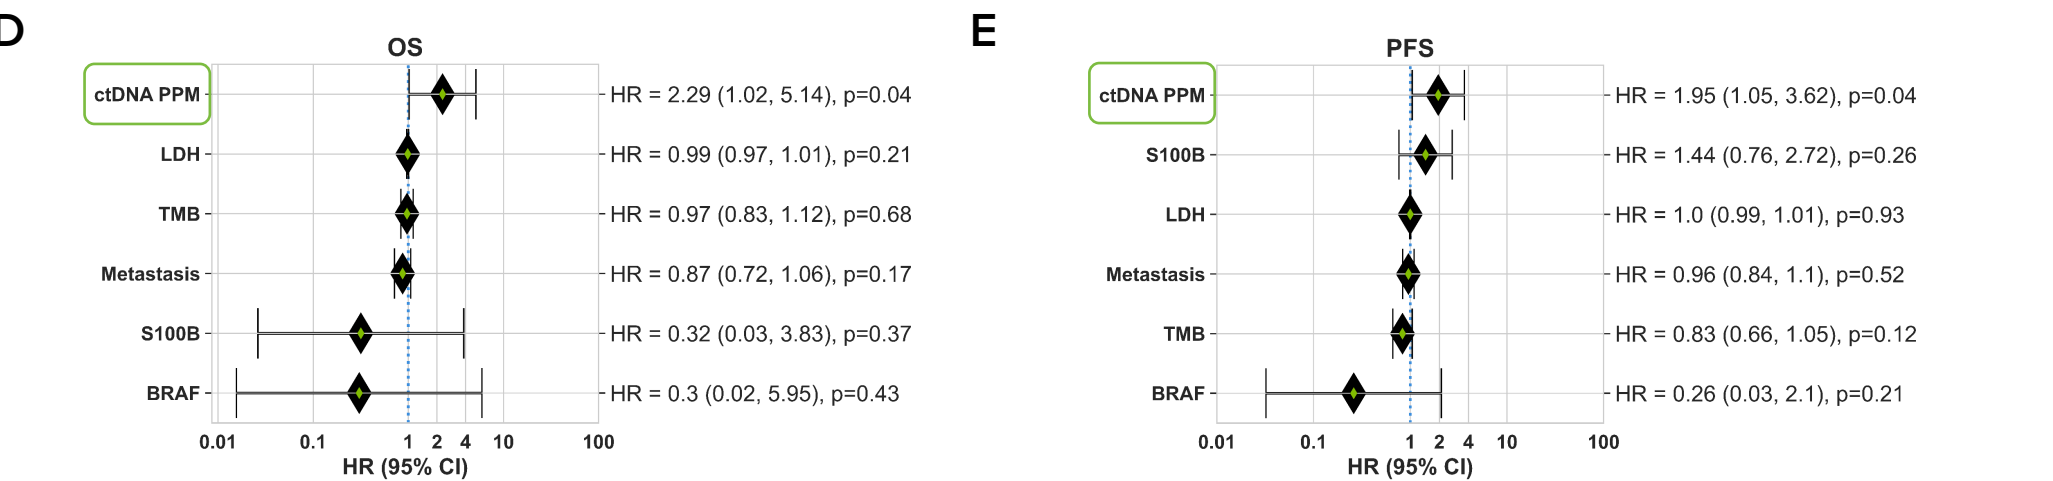 D
OS
ctDNA PPM HR = 2.29 (1.02, 5.14), p=0.04
LDH HR = 0.99 (0.97, 1.01), p=0.21
TMB HR = 0.97 (0.83, 1.12), p=0.68
Metastasis HR = 0.87 (0.72, 1.06), p=0.17
S100B HR = 0.32 (0.03, 3.83), p=0.37
BRAF HR = 0.3 (0.02, 5.95), p=0.43
0.01 0.1 1 2 4 10 100
HR (95% CI)
E
PFS
ctDNA PPM HR = 1.95 (1.05, 3.62), p=0.04
S100B HR = 1.44 (0.76, 2.72), p=0.26
LDH HR = 1.0 (0.99, 1.01), p=0.93
Metastasis HR = 0.96 (0.84, 1.1), p=0.52
TMB HR = 0.83 (0.66, 1.05), p=0.12
BRAF HR = 0.26 (0.03, 2.1), p=0.21
0.01 0.1 1 2 4 10 100
HR (95% CI)